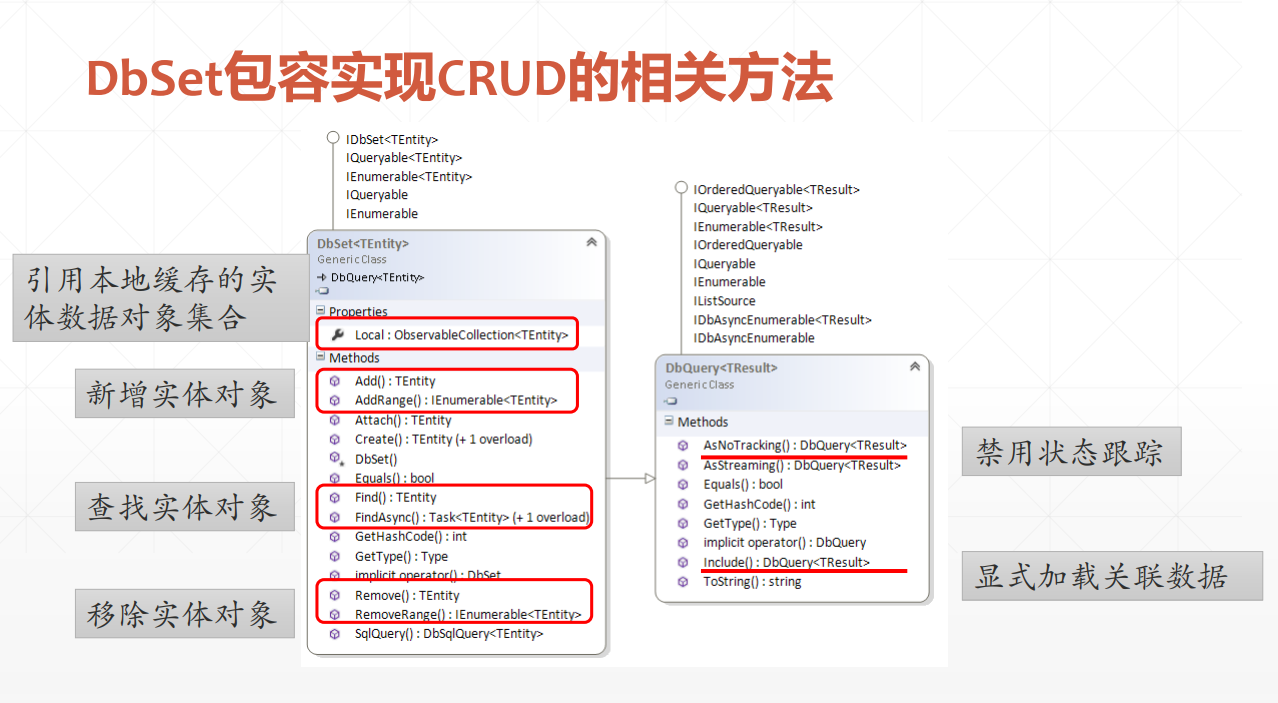 DbSet包容实现CRUD的相关方法
IDbSet<TEntity>
IQueryable<TEntity>
IEnumerable<TEntity>
IQueryable
IEnumerable
DbSet<TEntity>
Generic Class
DbQuery<TEntity>
Properties
Local : ObservableCollection<TEntity>
Methods
Add() : TEntity
AddRange() : IEnumerable<TEntity>
Attach() : TEntity
Create() : TEntity (+ 1 overload)
DbSet()
Equals() : bool
Find() : TEntity
FindAsync() : Task<TEntity> (+ 1 overload)
GetHashCode() : int
GetType() : Type
implicit operator() : DbSet
Remove() : TEntity
RemoveRange() : IEnumerable<TEntity>
SqlQuery() : DbSqlQuery<TEntity>
引用本地缓存的实
体数据对象集合
新增实体对象
查找实体对象
移除实体对象
IOrderedQueryable<TResult>
IQueryable<TResult>
IEnumerable<TResult>
IOrderedQueryable
IQueryable
IEnumerable
IListSource
IDbAsyncEnumerable<TResult>
IDbAsyncEnumerable
DbQuery<TResult>
Generic Class
Methods
AsNoTracking() : DbQuery<TResult>
AsStreaming() : DbQuery<TResult>
Equals() : bool
GetHashCode() : int
GetType() : Type
implicit operator() : DbQuery
Include() : DbQuery<TResult>
ToString() : string
禁用状态跟踪
显式加载关联数据